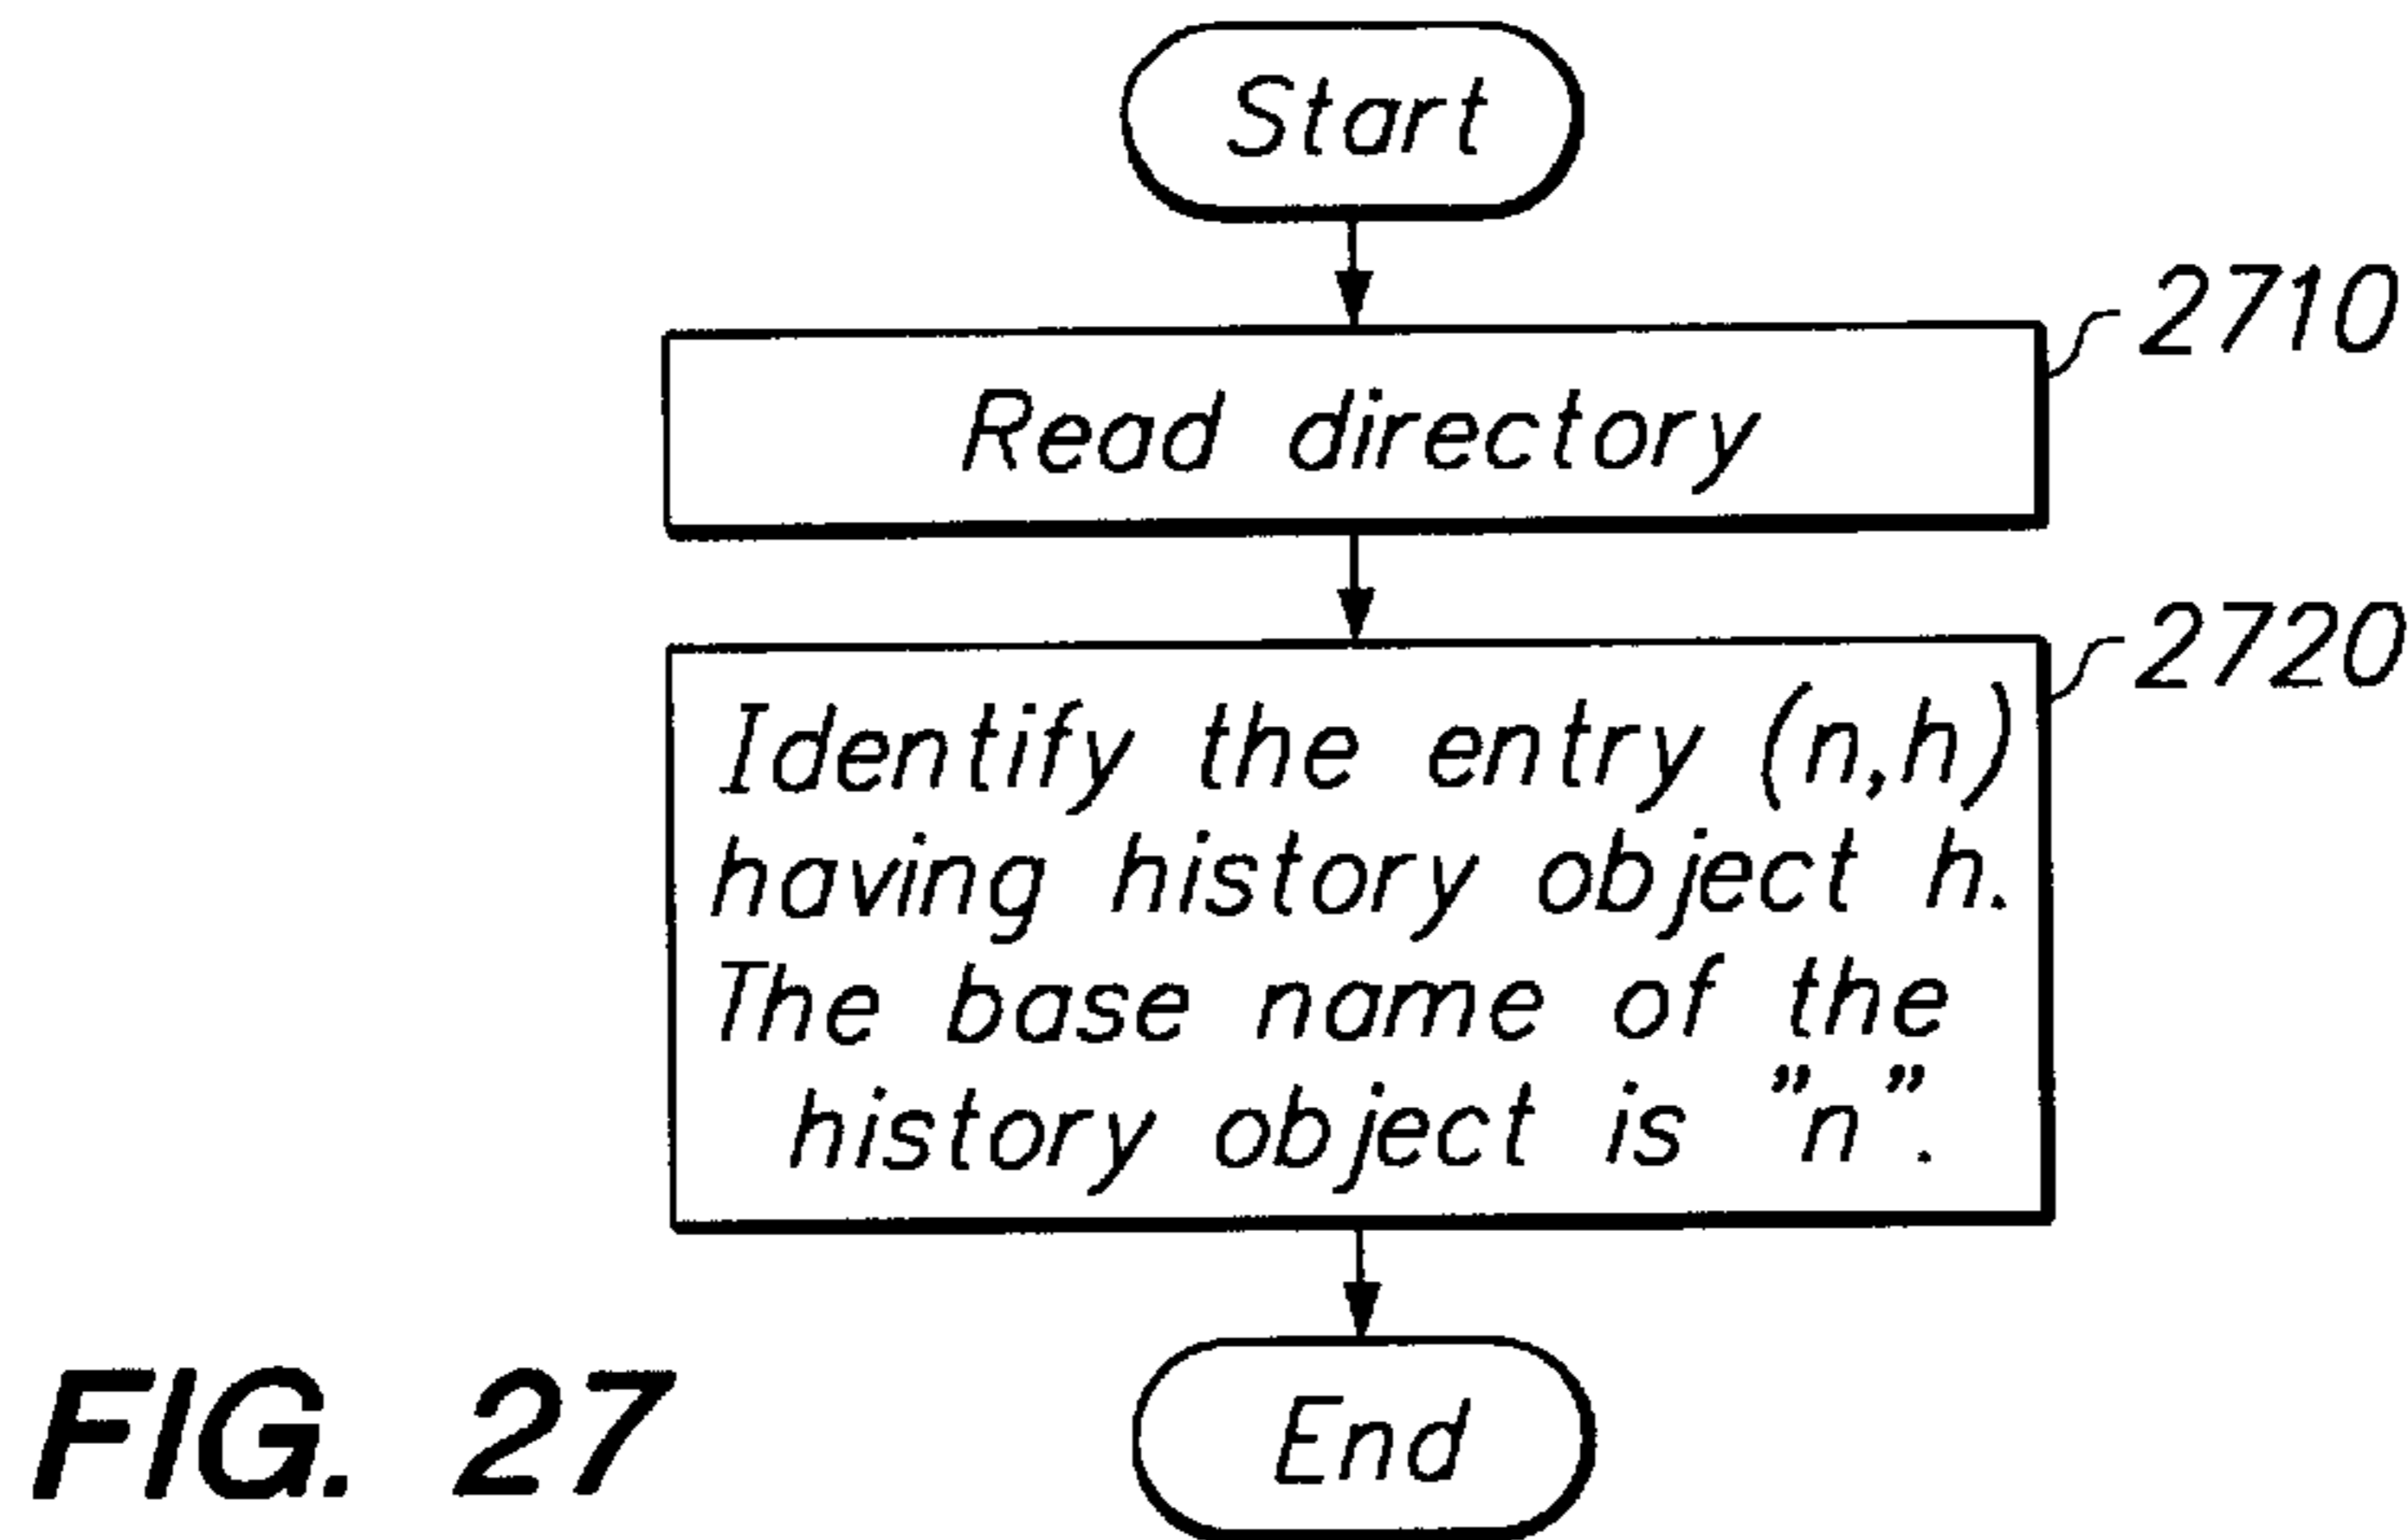 Start
2710
Read directory
2720
Identify the entry (n,h)
having history object h.
The base name of the
history object is "n".
End
FIG. 27